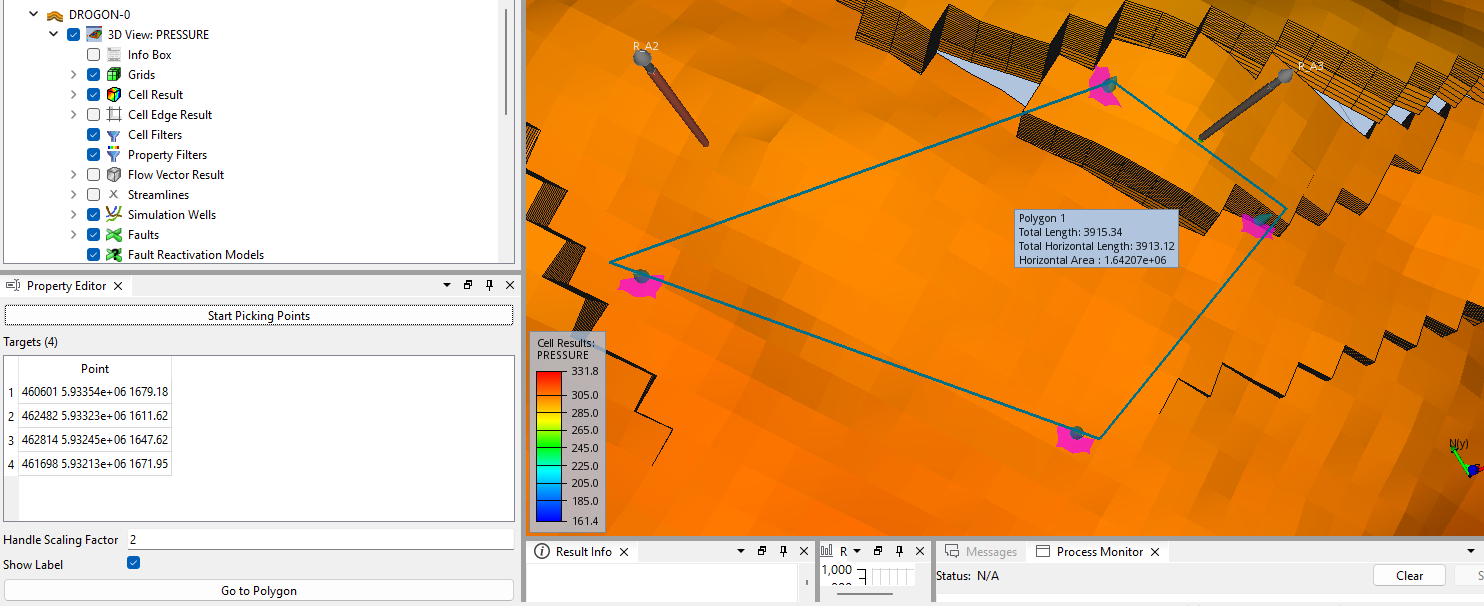 DROGON-0
3D View: PRESSURE
Info Box
Grids
Cell Result
Cell Edge Result
Cell Filters
Property Filters
Flow Vector Result
Streamlines
Simulation Wells
Faults
Fault Reactivation Models
Property Editor
Start Picking Points
Targets (4)
Point
1 460601 5.93354e+06 1679.18
2 462482 5.93323e+06 1611.62
3 462814 5.93245e+06 1647.62
4 461698 5.93213e+06 1671.95
Handle Scaling Factor 2
Show Label
Go to Polygon
R_A2
R_A3
Polygon 1
Total Length: 3915.34
Total Horizontal Length: 3913.12
Horizontal Area : 1.64207e+06
Cell Results:
PRESSURE
331.8
305.0
285.0
265.0
245.0
225.0
205.0
185.0
161.4
N(y)
Result Info
R
1,000
Messages
Process Monitor
Status: N/A
Clear